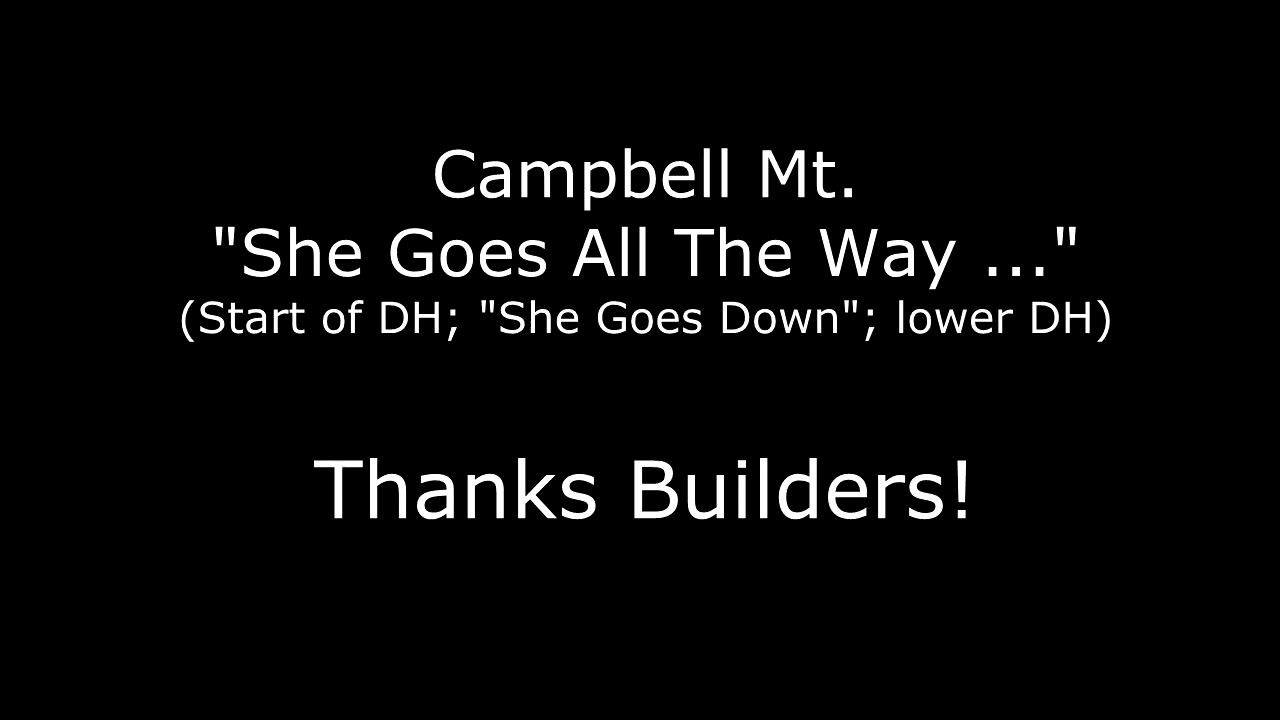 Campbell Mt.
"She Goes All The Way ..."
(Start of DH; "She Goes Down"; lower DH)
Thanks Builders!